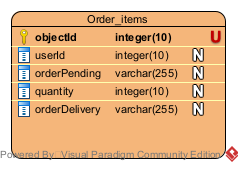 Order_items
objectId integer(10) U
userId integer(10) N
orderPending varchar(255) N
quantity integer(10) N
orderDelivery varchar(255) N
Powered By Visual Paradigm Community Edition